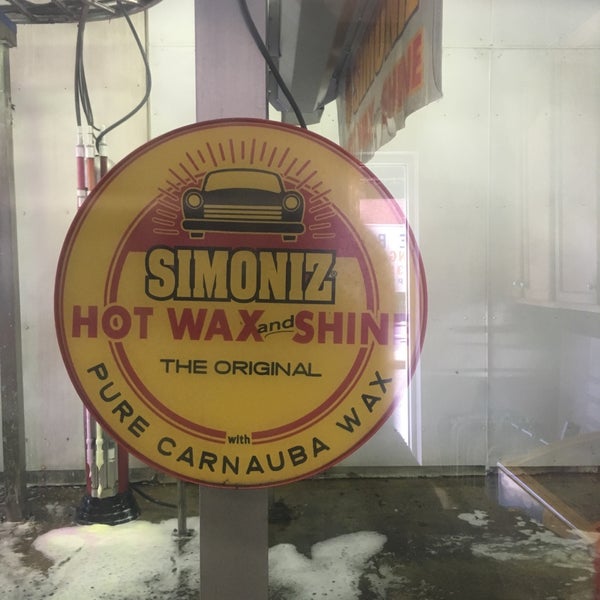 SIMONIZ
HOT WAX and SHINE
THE ORIGINAL
with
PURE CARNAUBA WAX